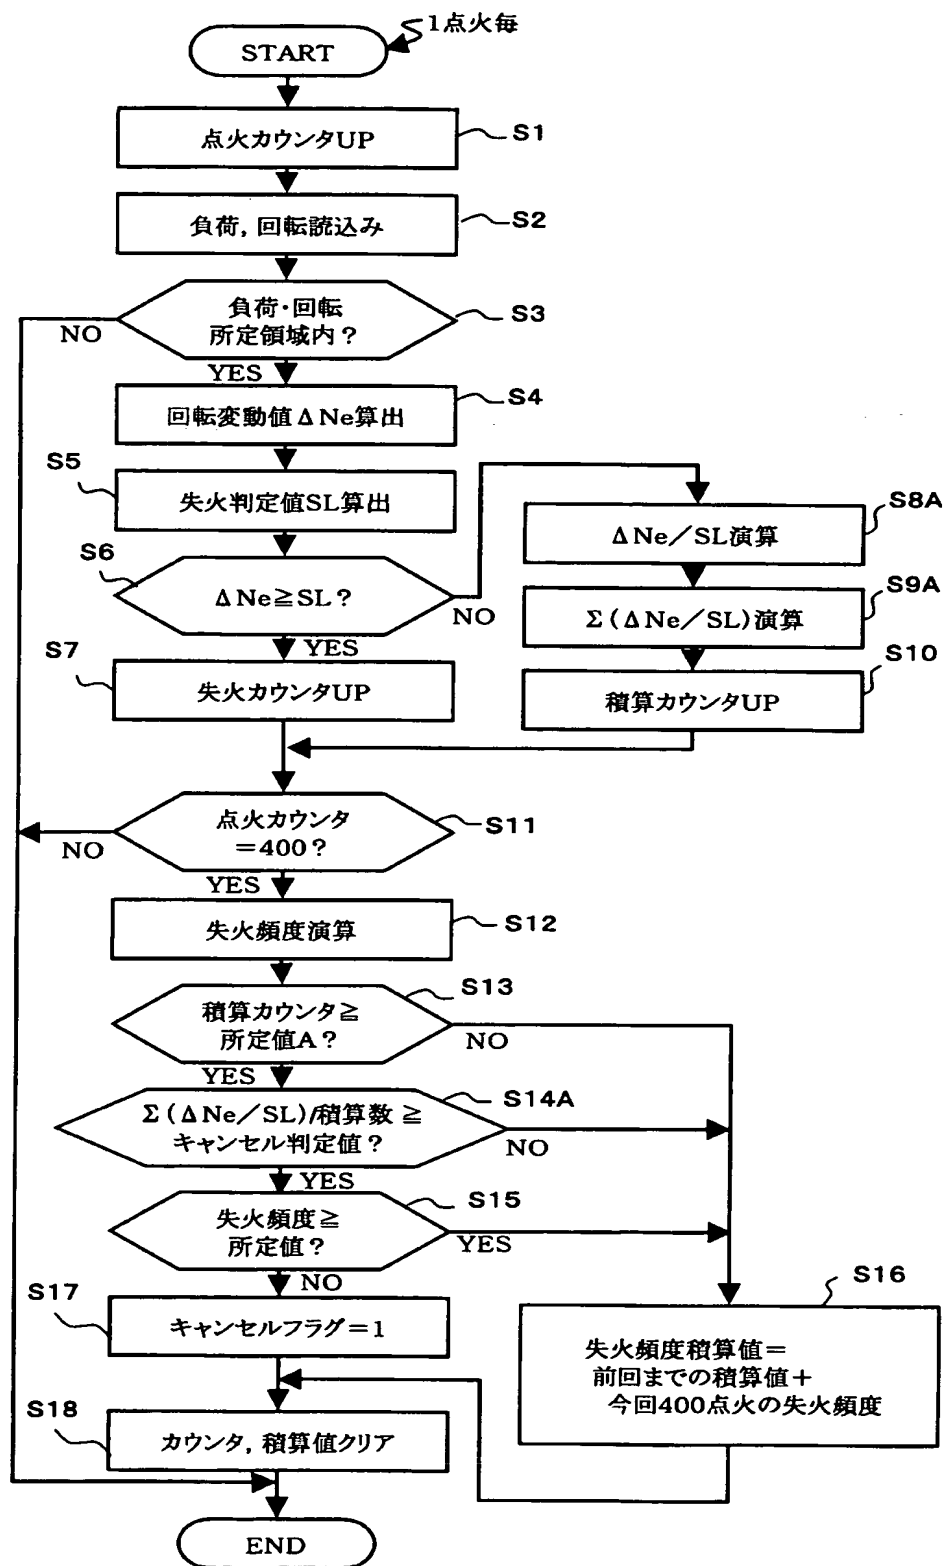 1点火毎
START
点火カウンタUP
S1
負荷, 回転読込み
S2
負荷・回転
所定領域内？
S3
NO
YES
回転変動値ΔNe算出
S4
S5
失火判定値SL算出
S6
ΔNe≧SL？
NO
YES
ΔNe／SL演算
S8A
Σ(ΔNe／SL)演算
S9A
積算カウンタUP
S10
S7
失火カウンタUP
点火カウンタ
＝400？
S11
NO
YES
失火頻度演算
S12
積算カウンタ≧
所定値A？
S13
NO
YES
Σ(ΔNe／SL)/積算数≧
キャンセル判定値？
S14A
NO
YES
失火頻度≧
所定値？
S15
YES
NO
S17
キャンセルフラグ＝1
S16
失火頻度積算値＝
前回までの積算値＋
今回400点火の失火頻度
S18
カウンタ, 積算値クリア
END